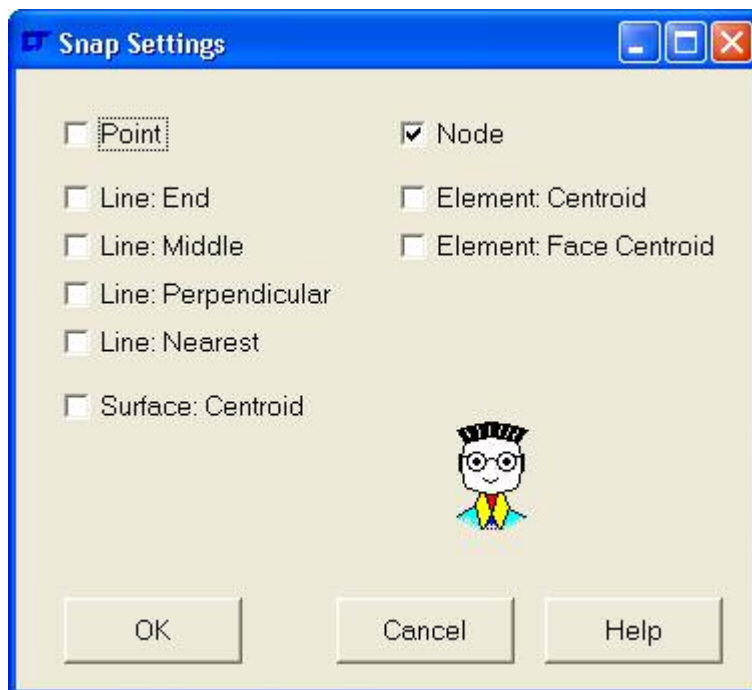 Snap Settings
Point
Node
Line: End
Element: Centroid
Line: Middle
Element: Face Centroid
Line: Perpendicular
Line: Nearest
Surface: Centroid
OK
Cancel
Help